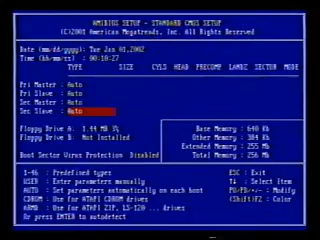 AMIBIOS SETUP - STANDARD CMOS SETUP
(C)2001 American Megatrends, Inc. All Rights Reserved
Date (mm/dd/yyyy): Tue Jan 01,2002
Time (hh/mm/ss) : 00:10:27
TYPE SIZE CYLS HEAD PRECOMP LANDZ SECTOR MODE
Pri Master : Auto
Pri Slave : Auto
Sec Master : Auto
Sec Slave : Auto
Floppy Drive A: 1.44 MB 3½
Floppy Drive B: Not Installed
Boot Sector Virus Protection Disabled
Base Memory : 640 Kb
Other Memory : 384 Kb
Extended Memory : 255 Mb
Total Memory : 256 Mb
1-46 : Predefined types
USER : Enter parameters manually
AUTO : Set parameters automatically on each boot
CDROM : Use for ATAPI CDROM drives
ARMD : Use for ATAPI ZIP, LS-120 ... drives
Or press ENTER to autodetect
ESC : Exit
↑↓ : Select Item
PU/PD/+/- : Modify
(Shift)F2 : Color